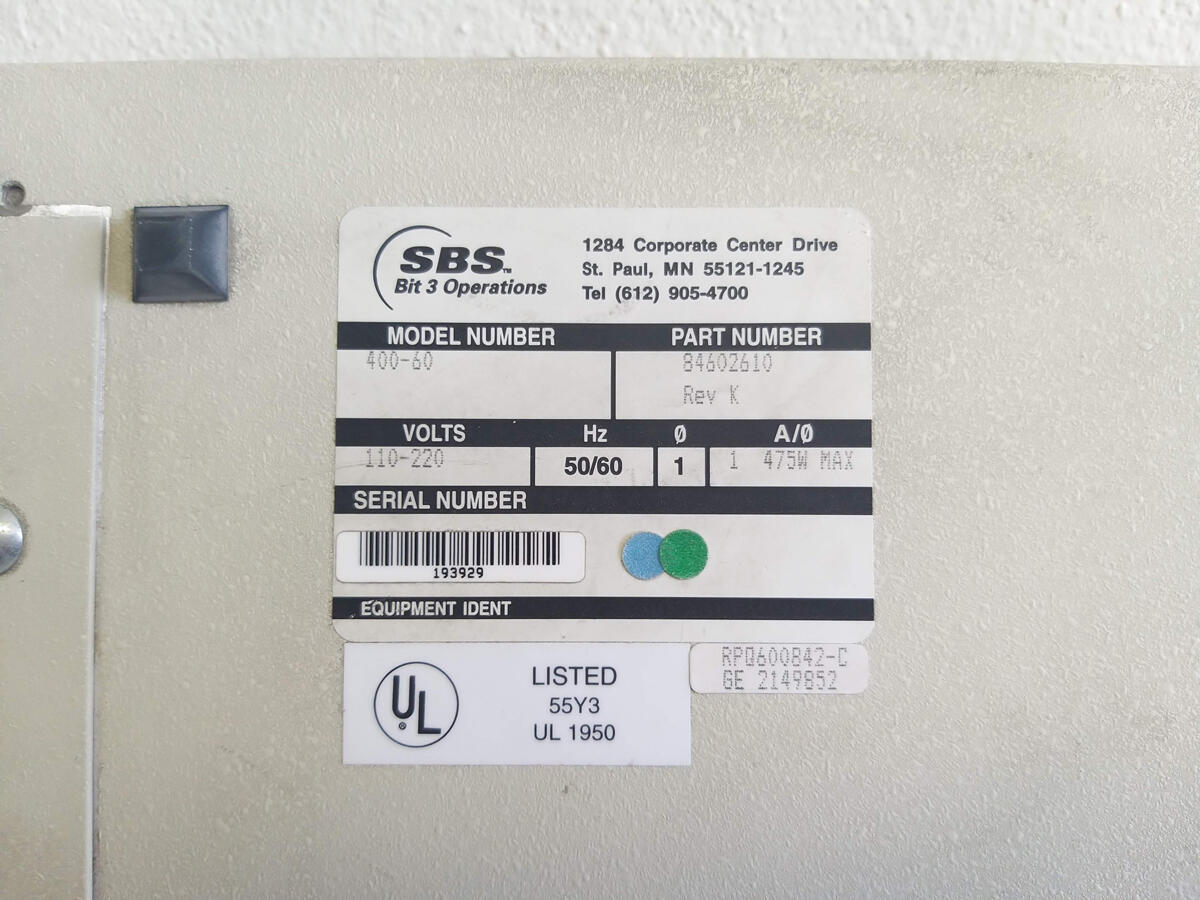 SBS™
Bit 3 Operations
1284 Corporate Center Drive
St. Paul, MN 55121-1245
Tel (612) 905-4700
MODEL NUMBER PART NUMBER
400-60 84602610
Rev K
VOLTS Hz Ø A/Ø
110-220 50/60 1 1 475W MAX
SERIAL NUMBER
193929
EQUIPMENT IDENT
RPQ600842-C
GE 2149852
UL®
LISTED
55Y3
UL 1950